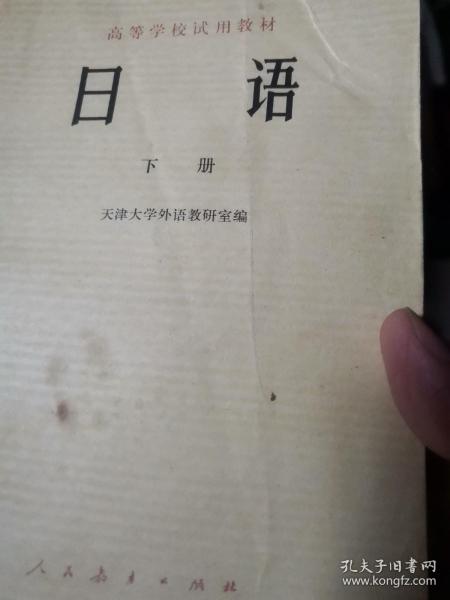 高等学校试用教材
日 语
下 册
天津大学外语教研室编
人民教育出版社
孔夫子旧书网
www.kongfz.com